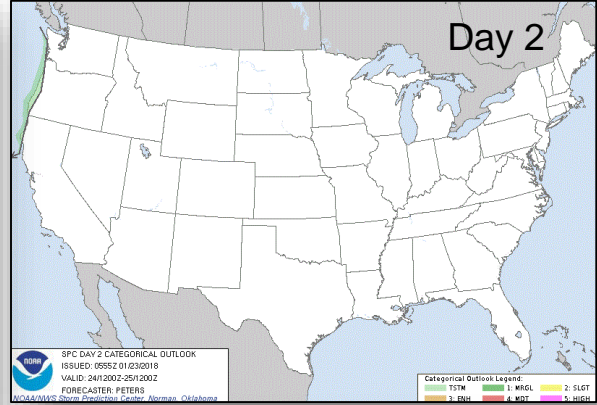 Day 2
NOAA
SPC DAY 2 CATEGORICAL OUTLOOK
ISSUED: 0555Z 01/23/2018
VALID: 24/1200Z-25/1200Z
FORECASTER: PETERS
NOAA/NWS Storm Prediction Center, Norman, Oklahoma
Categorical Outlook Legend:
TSTM 1: MRGL 2: SLGT
3: ENH 4: MDT 5: HIGH